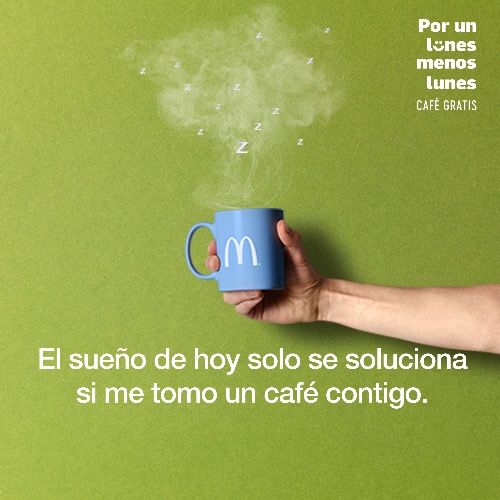 Por un
lunes
menos
lunes
CAFÉ GRATIS
z
z
z
z
z
z
z
z
z
z
z
z
M
El sueño de hoy solo se soluciona
si me tomo un café contigo.